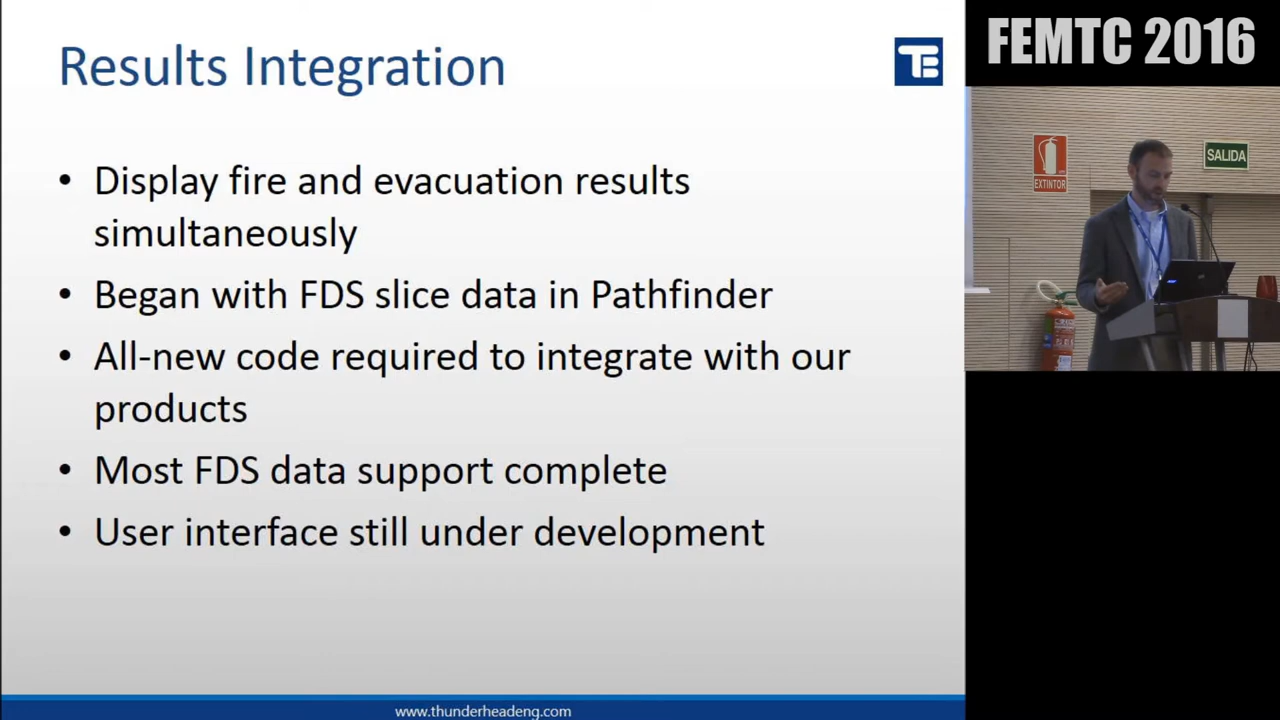 Results Integration
FEMTC 2016
• Display fire and evacuation results
simultaneously
• Began with FDS slice data in Pathfinder
• All-new code required to integrate with our
products
• Most FDS data support complete
• User interface still under development
www.thunderheadeng.com
EXTINTOR
SALIDA